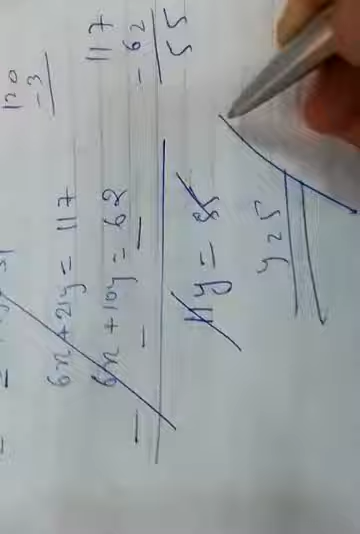 120
- 3
117
- 62
55
6x + 21y = 117
6x + 10y = 62
- - -
11y = 55
y = 5